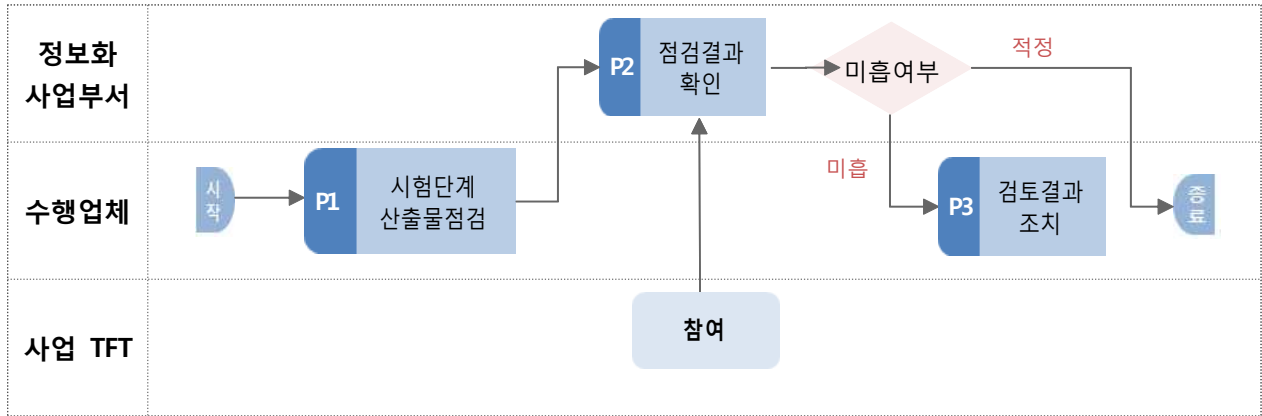 정보화
사업부서
P2
점검결과
확인
미흡여부
적정
수행업체
시
작
P1
시험단계
산출물점검
미흡
P3
검토결과
조치
종
료
사업 TFT
참여